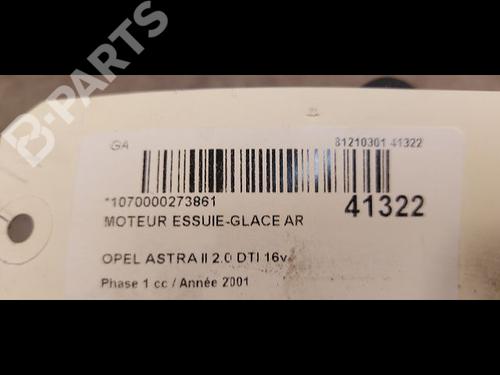 B-PARTS
GA
81210301 41322
*1070000273861
41322
MOTEUR ESSUIE-GLACE AR
OPEL ASTRA II 2.0 DTI 16v
Phase 1 cc / Année 2001